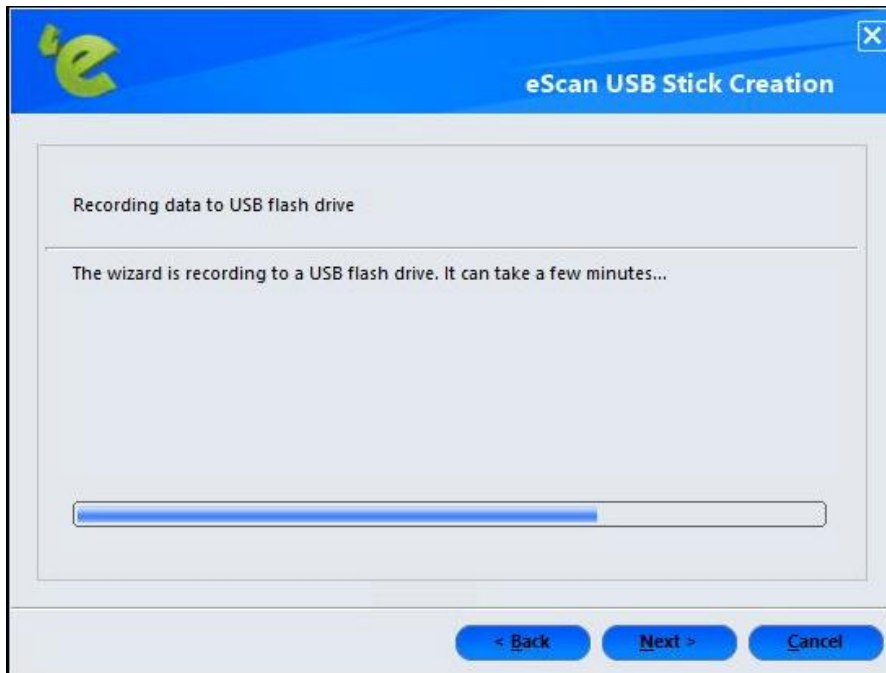 eScan USB Stick Creation
Recording data to USB flash drive
The wizard is recording to a USB flash drive. It can take a few minutes...
< Back
Next >
Cancel